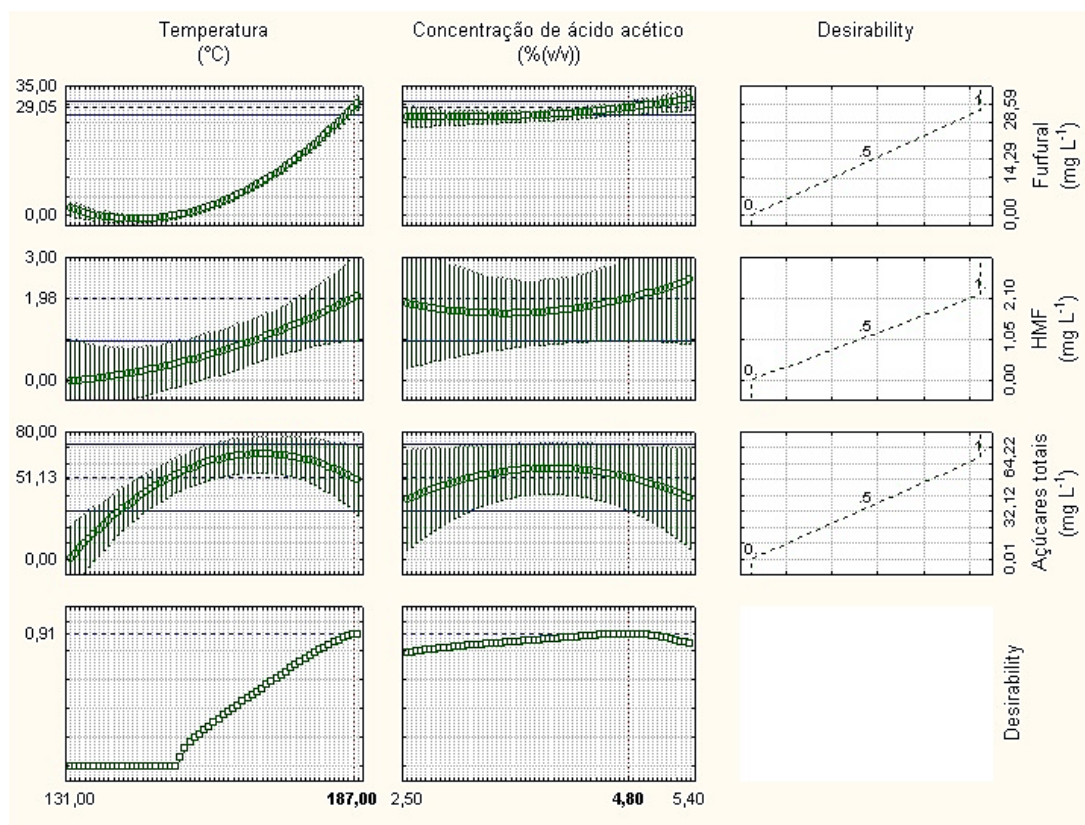 Temperatura
(°C)
Concentração de ácido acético
(%(v/v))
Desirability
35,00
29,05
0,00
0,
,5
1,
0,00 14,29 28,59
Furfural
(mg L-1)
3,00
1,98
0,00
0,
,5
1,
0,00 1,05 2,10
HMF
(mg L-1)
80,00
51,13
0,00
0,
,5
1,
0,01 32,12 64,22
Açúcares totais
(mg L-1)
0,91
Desirability
131,00 187,00 2,50 4,80 5,40